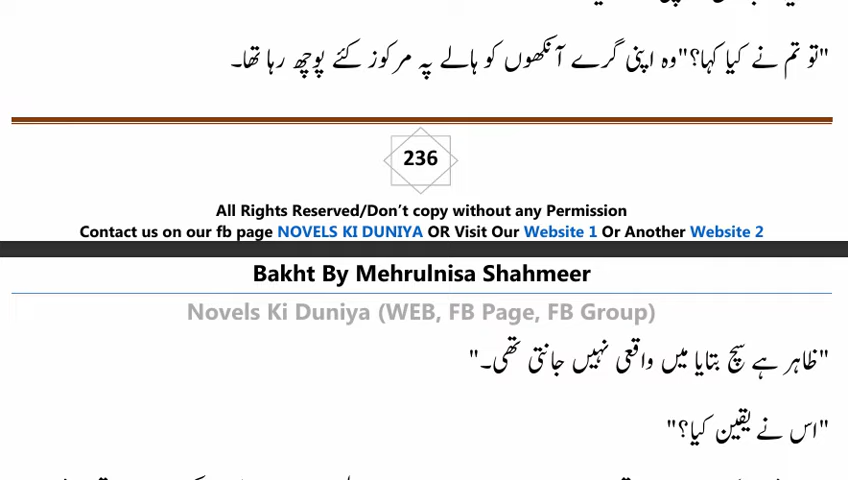 "تو تم نے کیا کہا؟" وہ اپنی گرے آنکھوں کو ہالے پہ مرکوز کئے پوچھ رہا تھا۔
236
All Rights Reserved/Don't copy without any Permission
Contact us on our fb page NOVELS KI DUNIYA OR Visit Our Website 1 Or Another Website 2
Bakht By Mehrulnisa Shahmeer
Novels Ki Duniya (WEB, FB Page, FB Group)
"ظاہر ہے سچ بتایا میں واقعی نہیں جانتی تھی۔"
"اس نے یقین کیا؟"